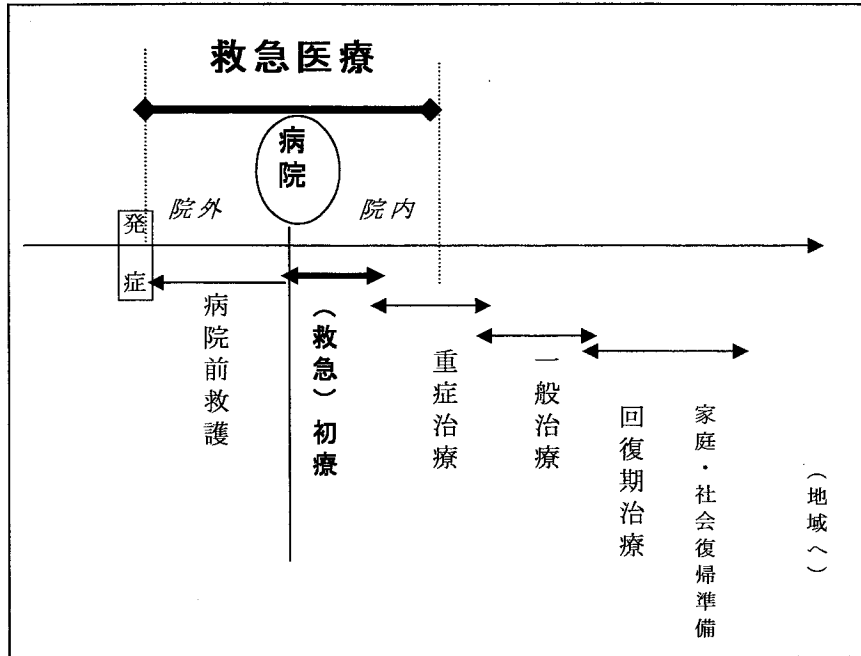 救急医療
病院
院外
院内
発症
病院前救護
（救急）初療
重症治療
一般治療
回復期治療
家庭・社会復帰準備
（地域へ）